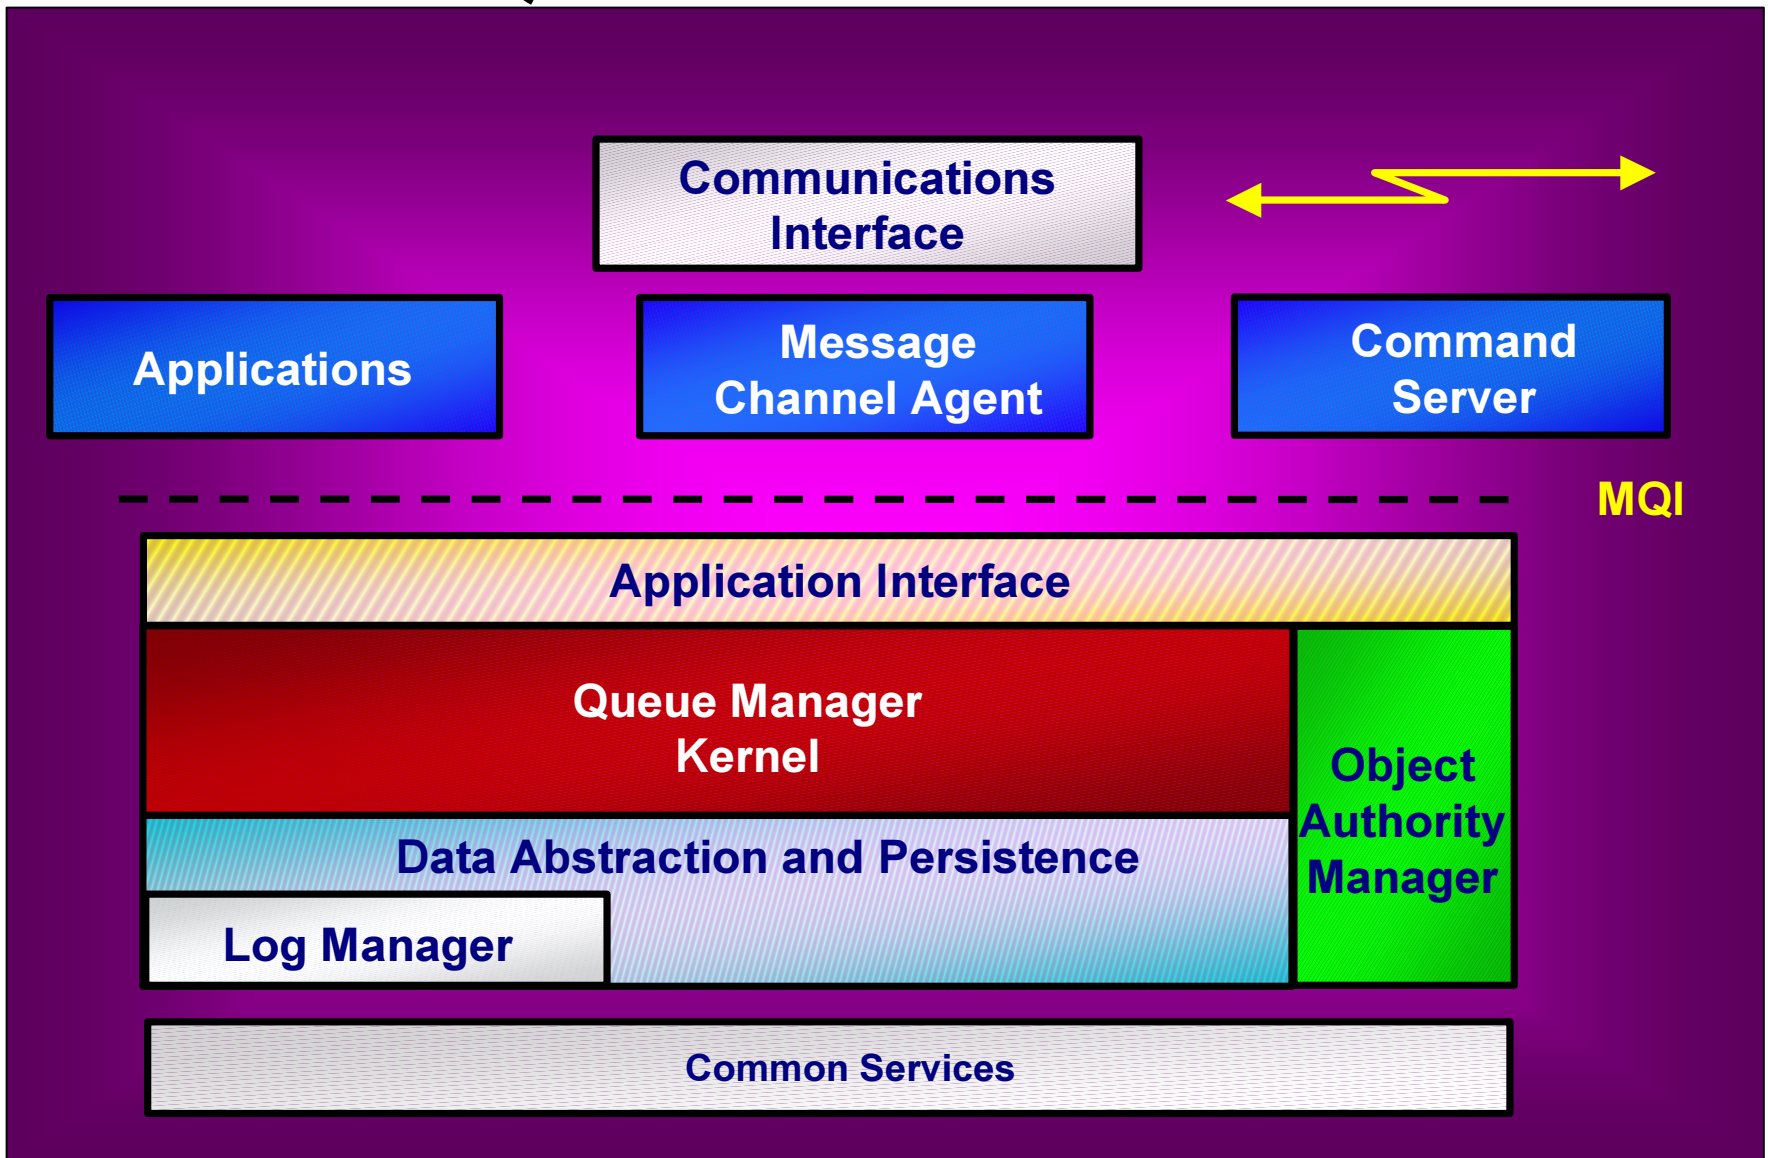 Communications
Interface
Applications
Message
Channel Agent
Command
Server
MQI
Application Interface
Queue Manager
Kernel
Object
Authority
Manager
Data Abstraction and Persistence
Log Manager
Common Services